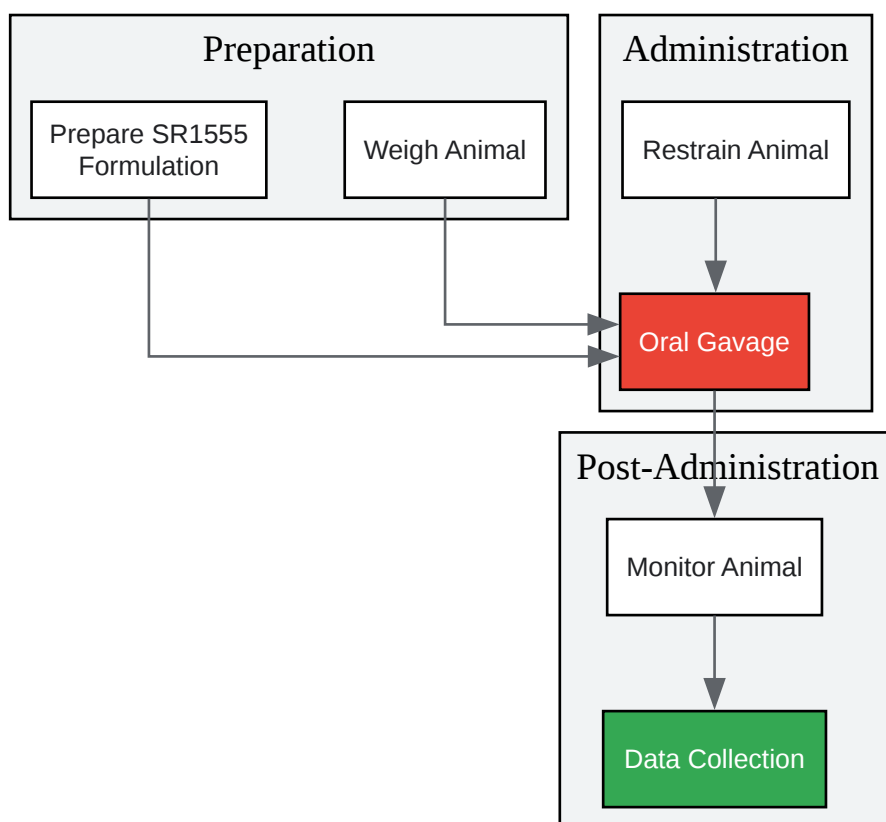 Preparation
Prepare SR1555
Formulation
Weigh Animal
Administration
Restrain Animal
Oral Gavage
Post-Administration
Monitor Animal
Data Collection